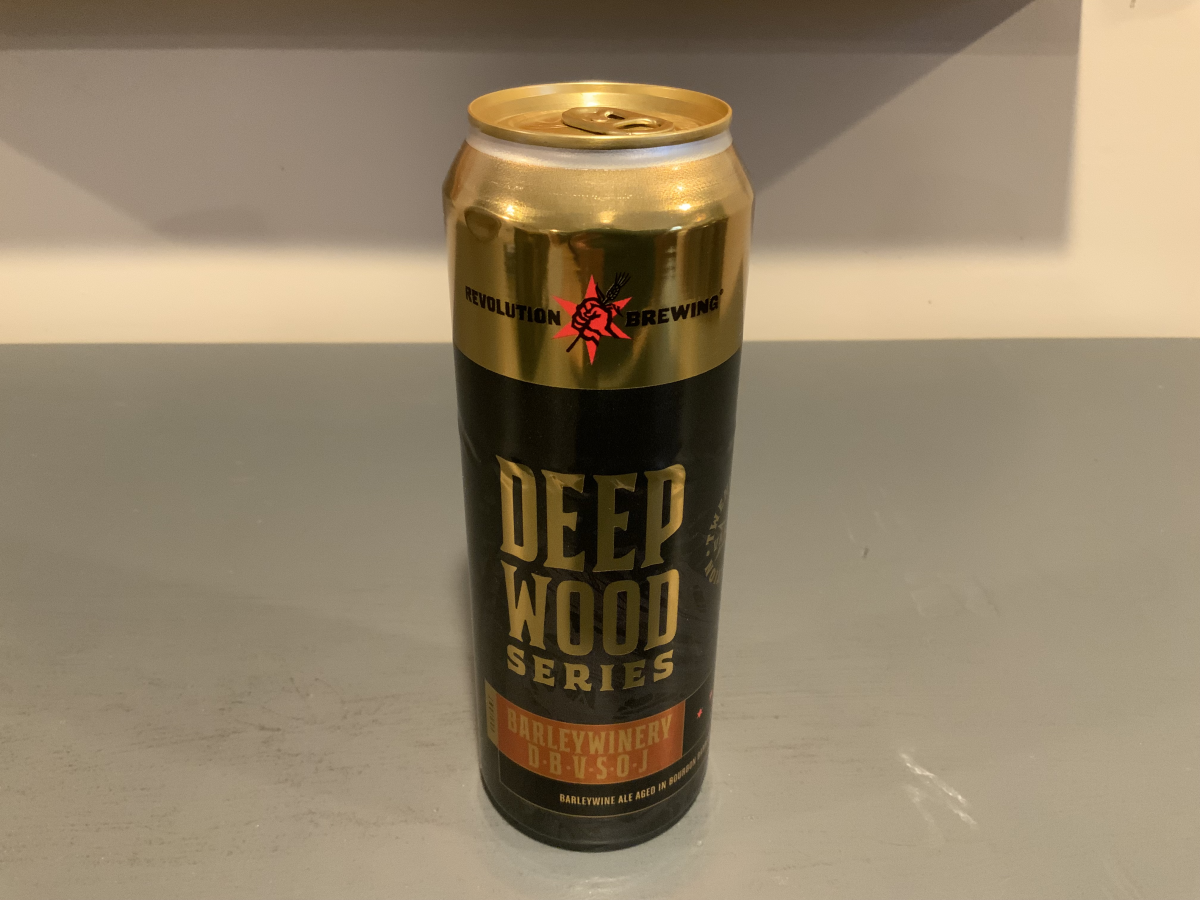 REVOLUTION BREWING
DEEP
WOOD
SERIES
BARLEYWINERY
D·B·V·S·O·J
BARLEYWINE ALE AGED IN BOURBON